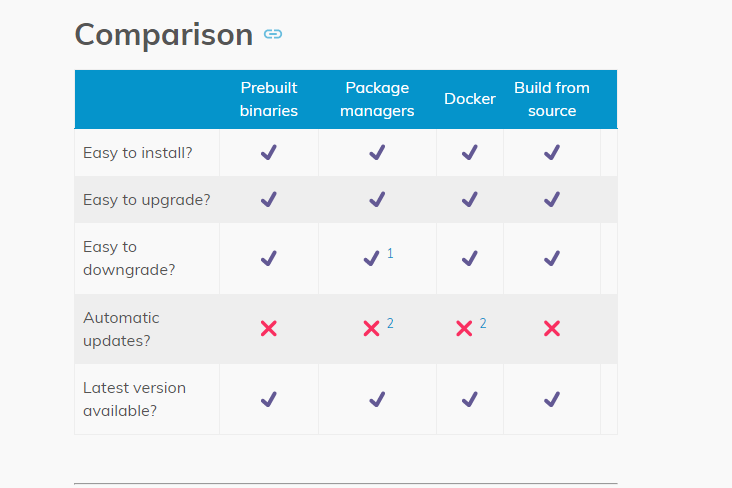 Comparison
Prebuilt binaries Package managers Docker Build from source
Easy to install? ✔ ✔ ✔ ✔
Easy to upgrade? ✔ ✔ ✔ ✔
Easy to downgrade? ✔ ✔ 1 ✔ ✔
Automatic updates? ✖ ✖ 2 ✖ 2 ✖
Latest version available? ✔ ✔ ✔ ✔